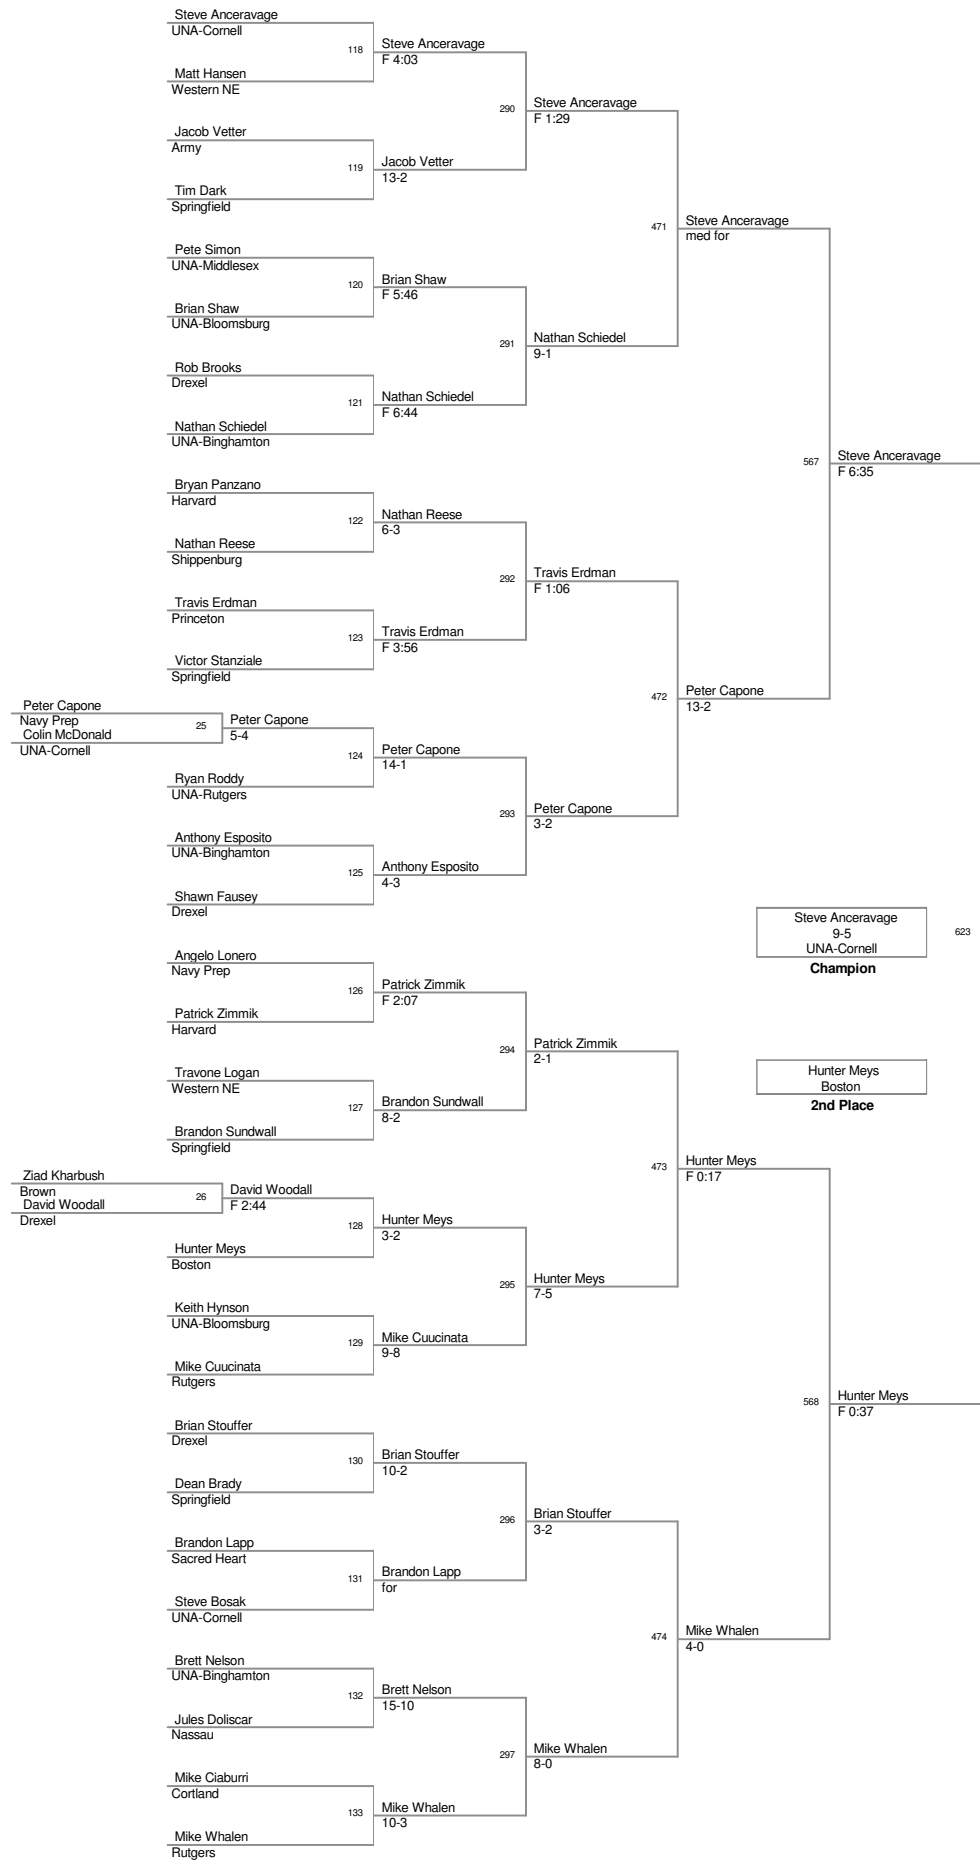 Steve Anceravage
UNA-Cornell
118
Steve Anceravage
F 4:03
Matt Hansen
Western NE
290
Steve Anceravage
F 1:29
Jacob Vetter
Army
119
Jacob Vetter
13-2
Tim Dark
Springfield
471
Steve Anceravage
med for
Pete Simon
UNA-Middlesex
120
Brian Shaw
F 5:46
Brian Shaw
UNA-Bloomsburg
291
Nathan Schiedel
9-1
Rob Brooks
Drexel
121
Nathan Schiedel
F 6:44
Nathan Schiedel
UNA-Binghamton
567
Steve Anceravage
F 6:35
Bryan Panzano
Harvard
122
Nathan Reese
6-3
Nathan Reese
Shippenburg
292
Travis Erdman
F 1:06
Travis Erdman
Princeton
123
Travis Erdman
F 3:56
Victor Stanziale
Springfield
472
Peter Capone
13-2
Peter Capone
Navy Prep
25
Peter Capone
5-4
Colin McDonald
UNA-Cornell
124
Peter Capone
14-1
Ryan Roddy
UNA-Rutgers
293
Peter Capone
3-2
Anthony Esposito
UNA-Binghamton
125
Anthony Esposito
4-3
Shawn Fausey
Drexel
Steve Anceravage
9-5
UNA-Cornell
623
Champion
Angelo Lonero
Navy Prep
126
Patrick Zimmik
F 2:07
Patrick Zimmik
Harvard
294
Patrick Zimmik
2-1
Hunter Meys
Boston
2nd Place
Travone Logan
Western NE
127
Brandon Sundwall
8-2
Brandon Sundwall
Springfield
473
Hunter Meys
F 0:17
Ziad Kharbush
Brown
26
David Woodall
F 2:44
David Woodall
Drexel
128
Hunter Meys
3-2
Hunter Meys
Boston
295
Hunter Meys
7-5
Keith Hynson
UNA-Bloomsburg
129
Mike Cuucinata
9-8
Mike Cuucinata
Rutgers
568
Hunter Meys
F 0:37
Brian Stouffer
Drexel
130
Brian Stouffer
10-2
Dean Brady
Springfield
296
Brian Stouffer
3-2
Brandon Lapp
Sacred Heart
131
Brandon Lapp
for
Steve Bosak
UNA-Cornell
474
Mike Whalen
4-0
Brett Nelson
UNA-Binghamton
132
Brett Nelson
15-10
Jules Doliscar
Nassau
297
Mike Whalen
8-0
Mike Ciaburri
Cortland
133
Mike Whalen
10-3
Mike Whalen
Rutgers